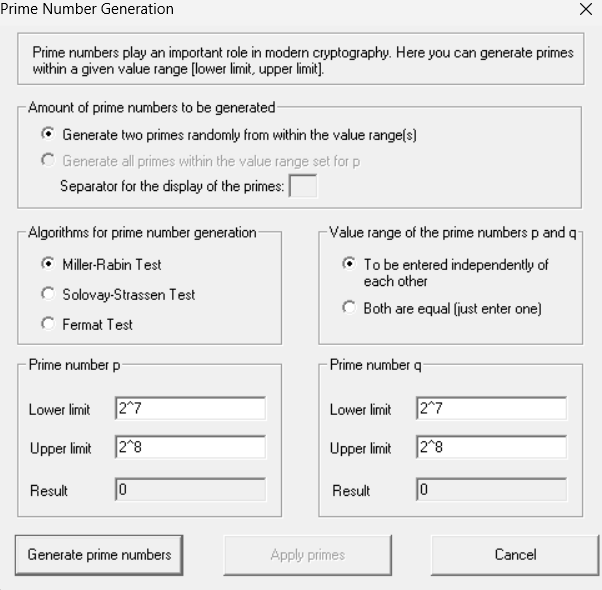 Prime Number Generation
Prime numbers play an important role in modern cryptography. Here you can generate primes
within a given value range [lower limit, upper limit].
Amount of prime numbers to be generated
Generate two primes randomly from within the value range(s)
Generate all primes within the value range set for p
Separator for the display of the primes:
Algorithms for prime number generation
Miller-Rabin Test
Solovay-Strassen Test
Fermat Test
Value range of the prime numbers p and q
To be entered independently of
each other
Both are equal (just enter one)
Prime number p
Lower limit 2^7
Upper limit 2^8
Result 0
Prime number q
Lower limit 2^7
Upper limit 2^8
Result 0
Generate prime numbers Apply primes Cancel